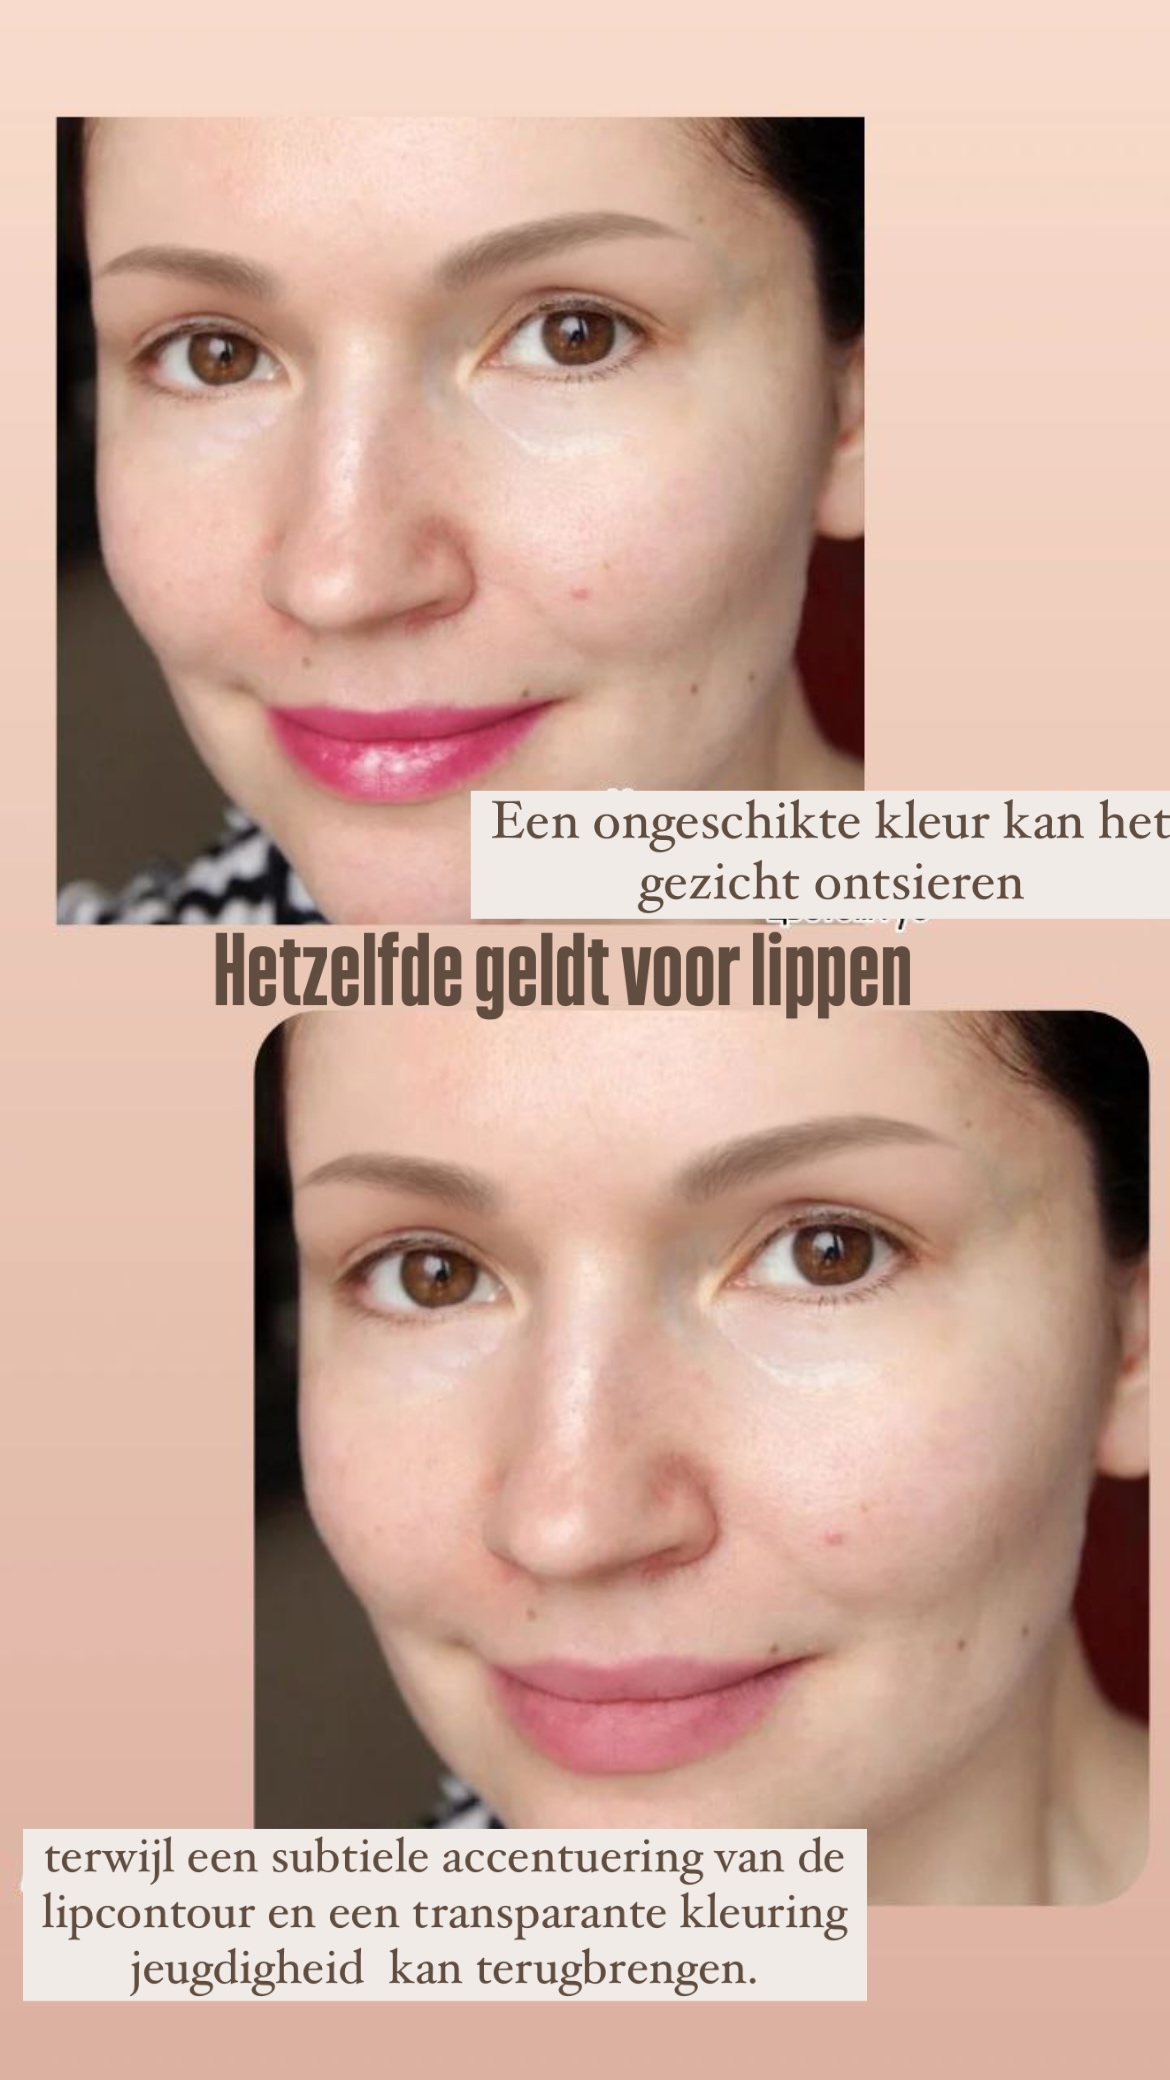 Een ongeschikte kleur kan het
gezicht ontsieren
Hetzelfde geldt voor lippen
terwijl een subtiele accentuering van de
lipcontour en een transparante kleuring
jeugdigheid  kan terugbrengen.